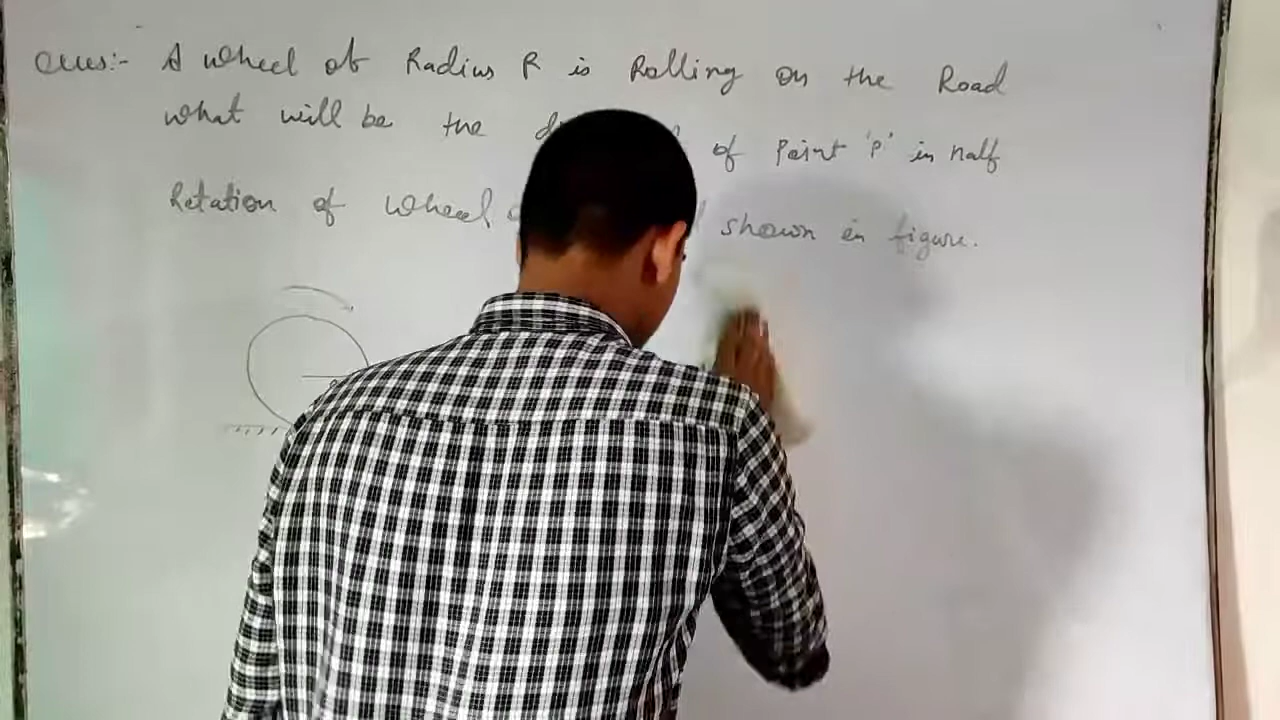 Ques:- A wheel of Radius R is Rolling on the Road
what will be the of Point 'P' in half
Rotation of wheel shown in figure.